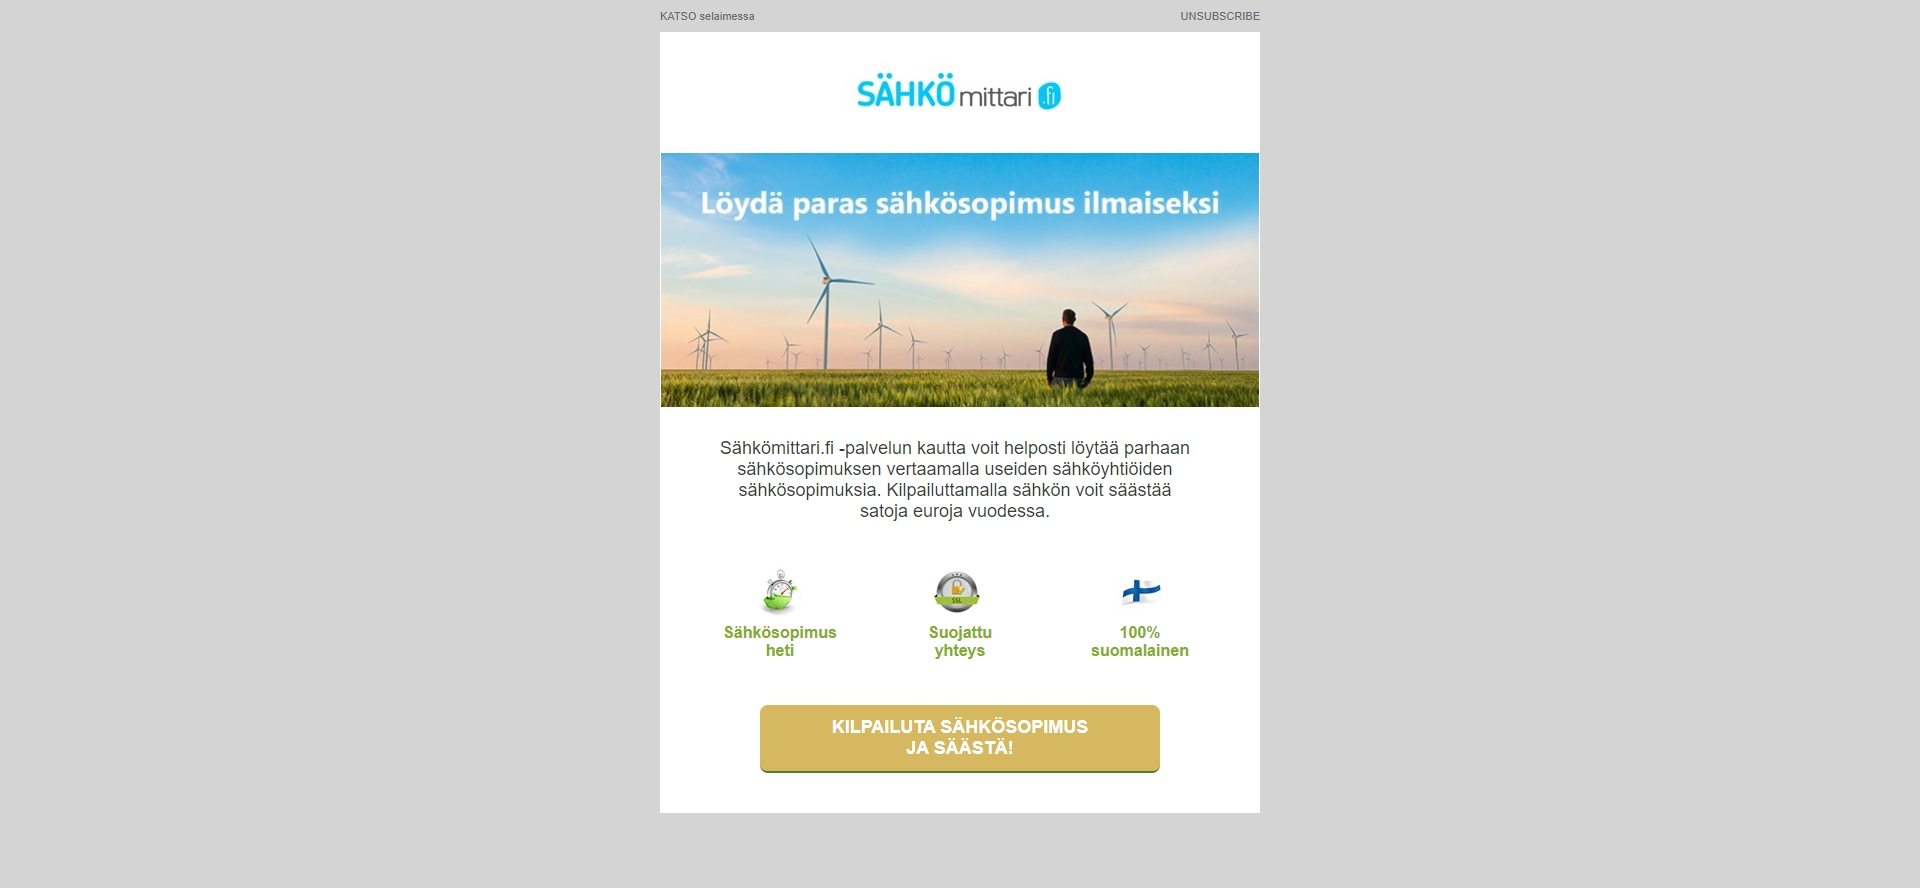 KATSO selaimessa
UNSUBSCRIBE
SÄHKÖmittari.fi
Löydä paras sähkösopimus ilmaiseksi
Sähkömittari.fi -palvelun kautta voit helposti löytää parhaan
sähkösopimuksen vertaamalla useiden sähköyhtiöiden
sähkösopimuksia. Kilpailuttamalla sähkön voit säästää
satoja euroja vuodessa.
SSL
Sähkösopimus
heti
Suojattu
yhteys
100%
suomalainen
KILPAILUTA SÄHKÖSOPIMUS
JA SÄÄSTÄ!